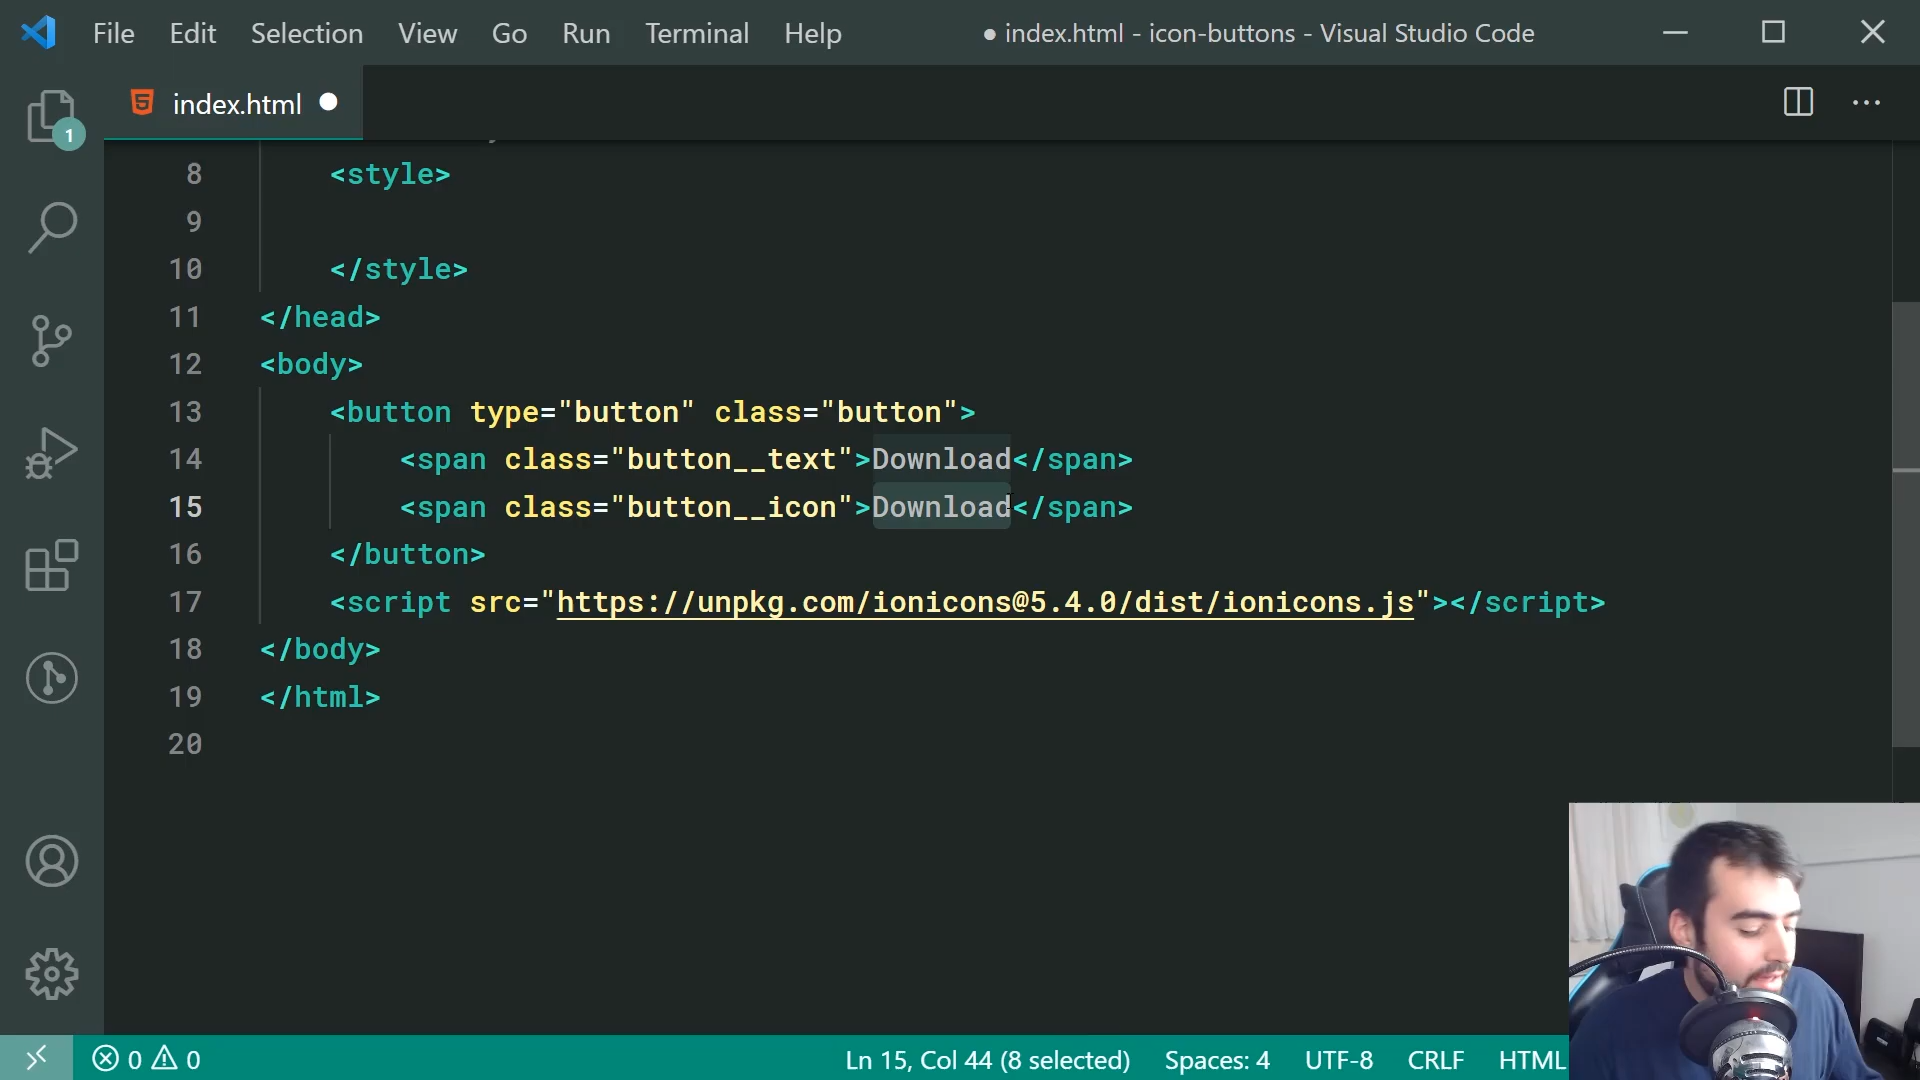 File Edit Selection View Go Run Terminal Help ● index.html - icon-buttons - Visual Studio Code
index.html
1
8 <style>
9
10 </style>
11 </head>
12 <body>
13 <button type="button" class="button">
14 <span class="button__text">Download</span>
15 <span class="button__icon">Download</span>
16 </button>
17 <script src="https://unpkg.com/ionicons@5.4.0/dist/ionicons.js"></script>
18 </body>
19 </html>
20
0 0 Ln 15, Col 44 (8 selected) Spaces: 4 UTF-8 CRLF HTML